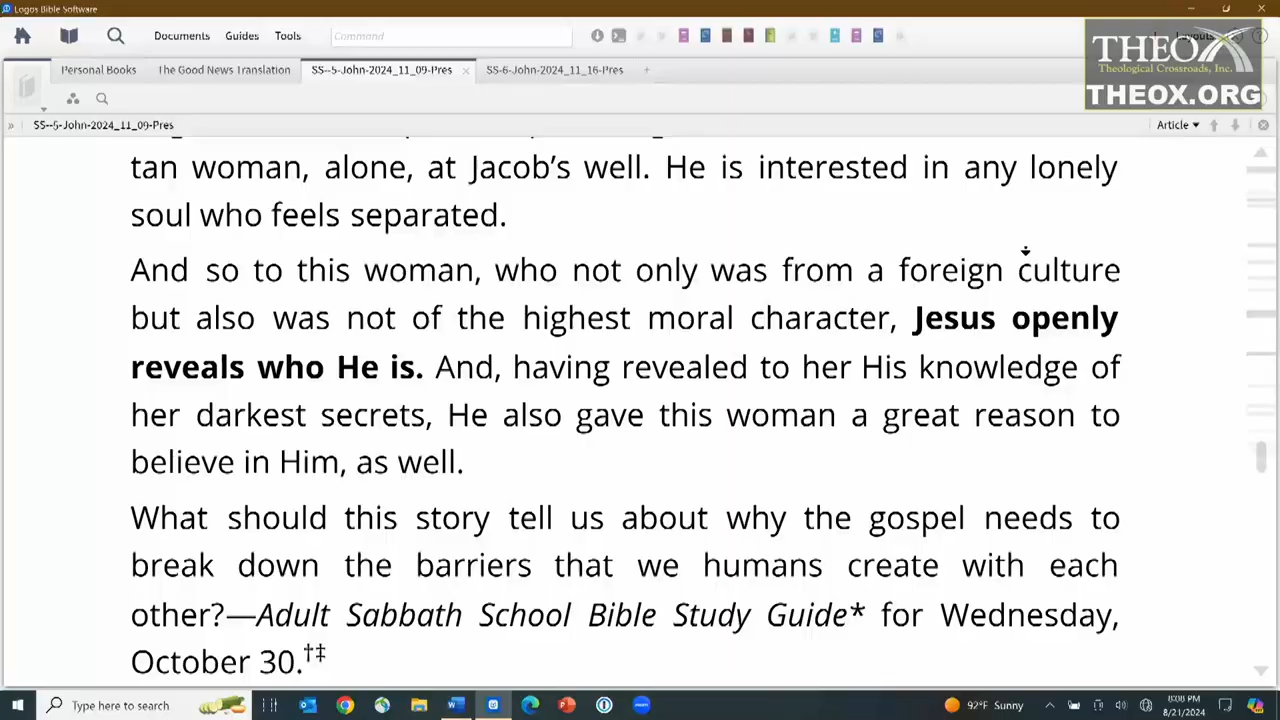 Logos Bible Software
Documents Guides Tools Command
THEOX
Theological Crossroads, Inc.
THEOX.ORG
Personal Books The Good News Translation SS--5-John-2024_11_09-Pres SS-6-John-2024_11_16-Pres
SS--5-John-2024_11_09-Pres Article
tan woman, alone, at Jacob’s well. He is interested in any lonely
soul who feels separated.
And so to this woman, who not only was from a foreign culture
but also was not of the highest moral character, Jesus openly
reveals who He is. And, having revealed to her His knowledge of
her darkest secrets, He also gave this woman a great reason to
believe in Him, as well.
What should this story tell us about why the gospel needs to
break down the barriers that we humans create with each
other?—Adult Sabbath School Bible Study Guide* for Wednesday,
October 30.†‡
Type here to search 92°F Sunny 8:08 PM
8/21/2024